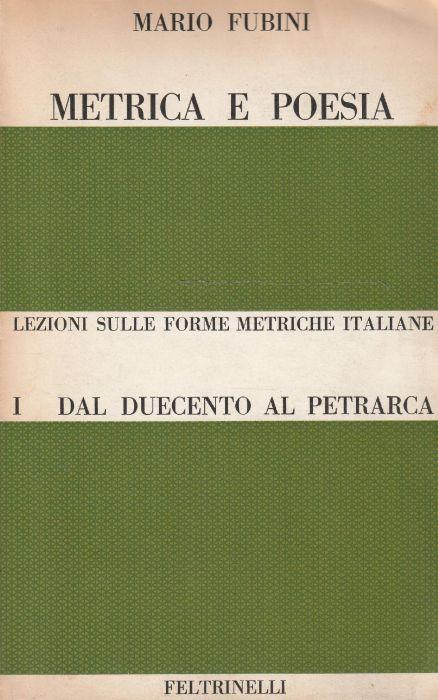 MARIO FUBINI
METRICA E POESIA
LEZIONI SULLE FORME METRICHE ITALIANE
I DAL DUECENTO AL PETRARCA
FELTRINELLI